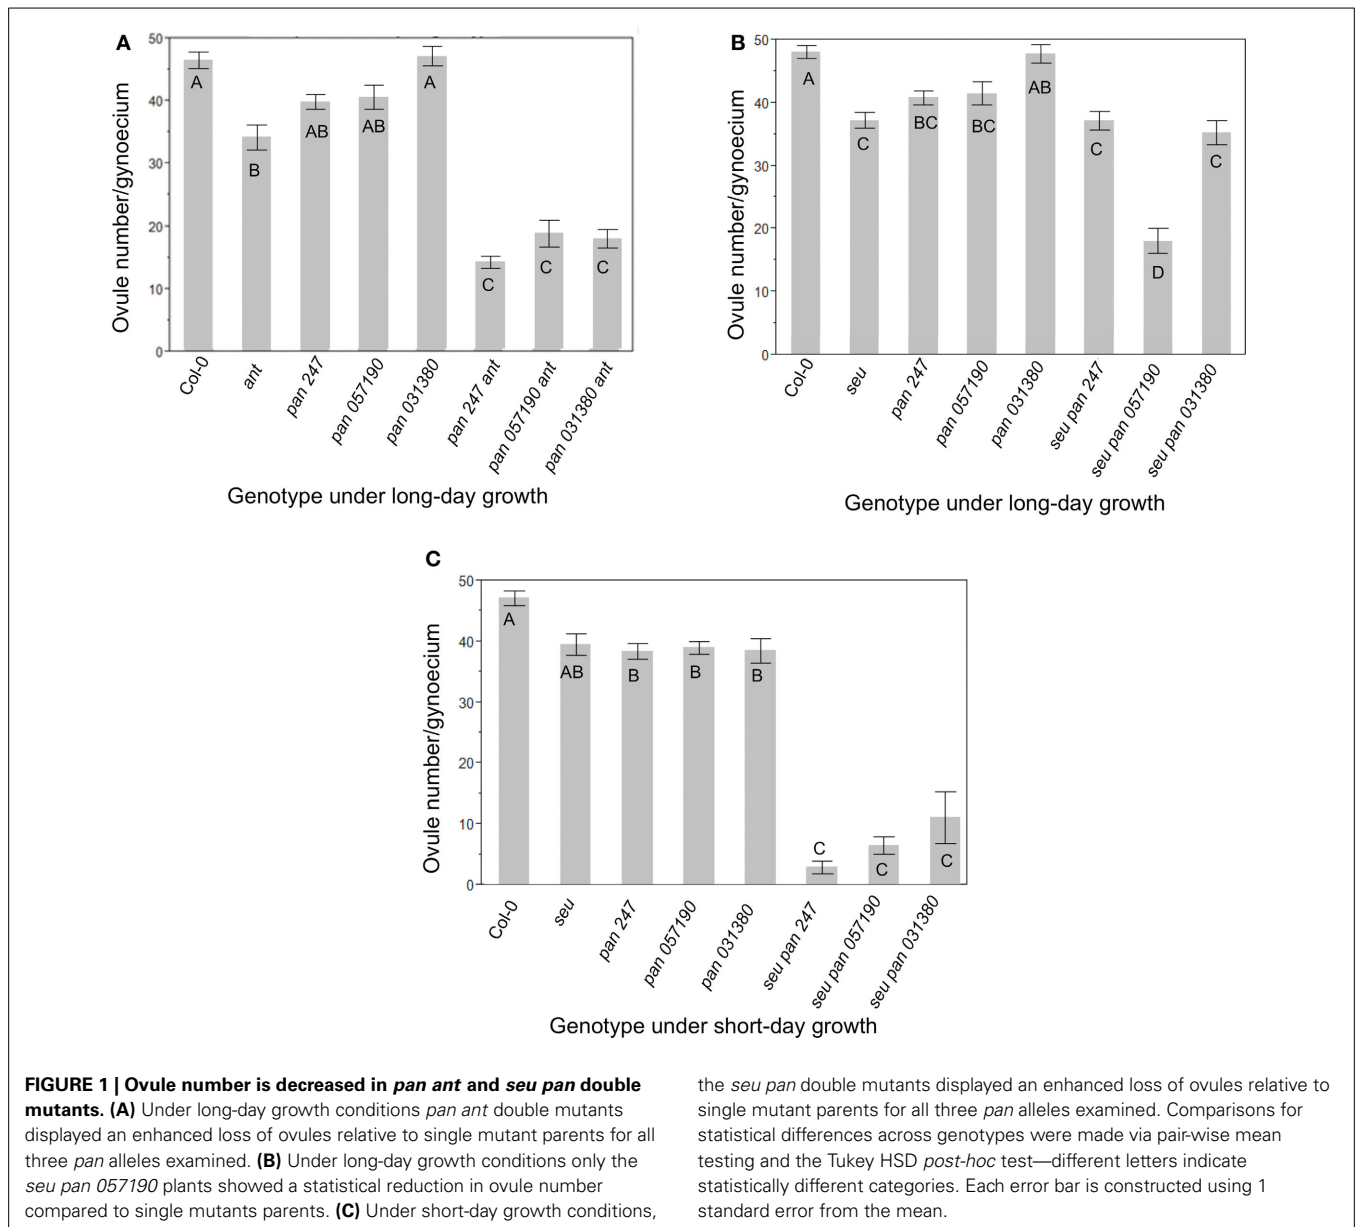 A
Ovule number/gynoecium
50
40
30
20
10
0
A
B
AB
AB
A
C
C
C
Col-0
ant
pan 247
pan 057190
pan 031380
pan 247 ant
pan 057190 ant
pan 031380 ant
Genotype under long-day growth
B
Ovule number/gynoecium
50
40
30
20
10
0
A
C
BC
BC
AB
C
D
C
Col-0
seu
pan 247
pan 057190
pan 031380
seu pan 247
seu pan 057190
seu pan 031380
Genotype under long-day growth
C
Ovule number/gynoecium
50
40
30
20
10
0
A
AB
B
B
B
C
C
C
Col-0
seu
pan 247
pan 057190
pan 031380
seu pan 247
seu pan 057190
seu pan 031380
Genotype under short-day growth
FIGURE 1 | Ovule number is decreased in pan ant and seu pan double
mutants. (A) Under long-day growth conditions pan ant double mutants
displayed an enhanced loss of ovules relative to single mutant parents for all
three pan alleles examined. (B) Under long-day growth conditions only the
seu pan 057190 plants showed a statistical reduction in ovule number
compared to single mutants parents. (C) Under short-day growth conditions,
the seu pan double mutants displayed an enhanced loss of ovules relative to
single mutant parents for all three pan alleles examined. Comparisons for
statistical differences across genotypes were made via pair-wise mean
testing and the Tukey HSD post-hoc test—different letters indicate
statistically different categories. Each error bar is constructed using 1
standard error from the mean.